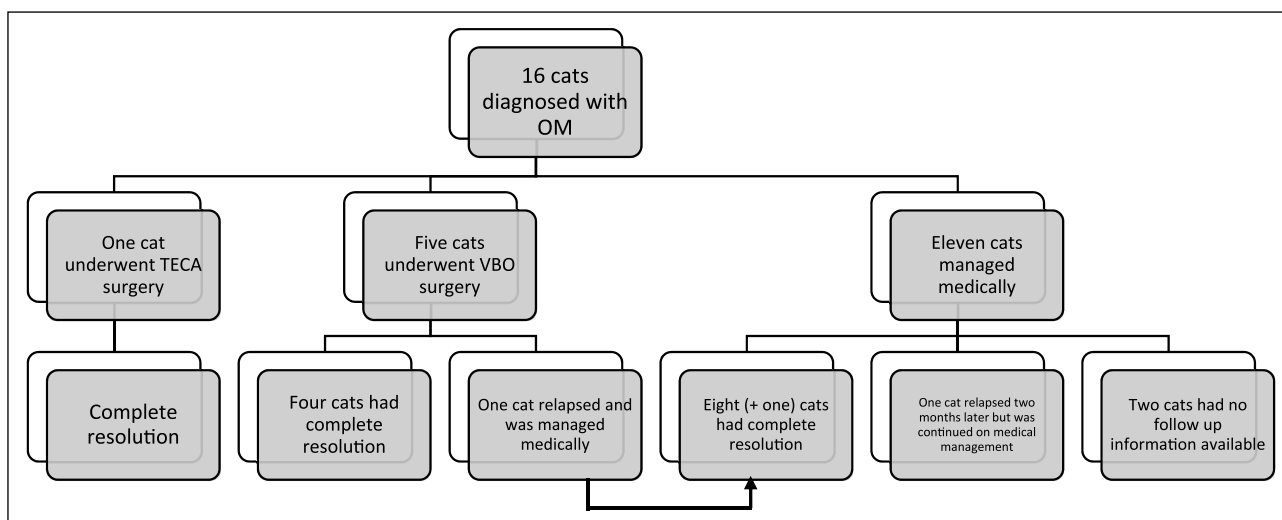 16 cats
diagnosed with
OM
One cat
underwent TECA
surgery
Five cats
underwent VBO
surgery
Eleven cats
managed
medically
Complete
resolution
Four cats had
complete
resolution
One cat relapsed and
was managed
medically
Eight (+ one) cats
had complete
resolution
One cat relapsed two
months later but was
continued on medical
management
Two cats had no
follow up
information available